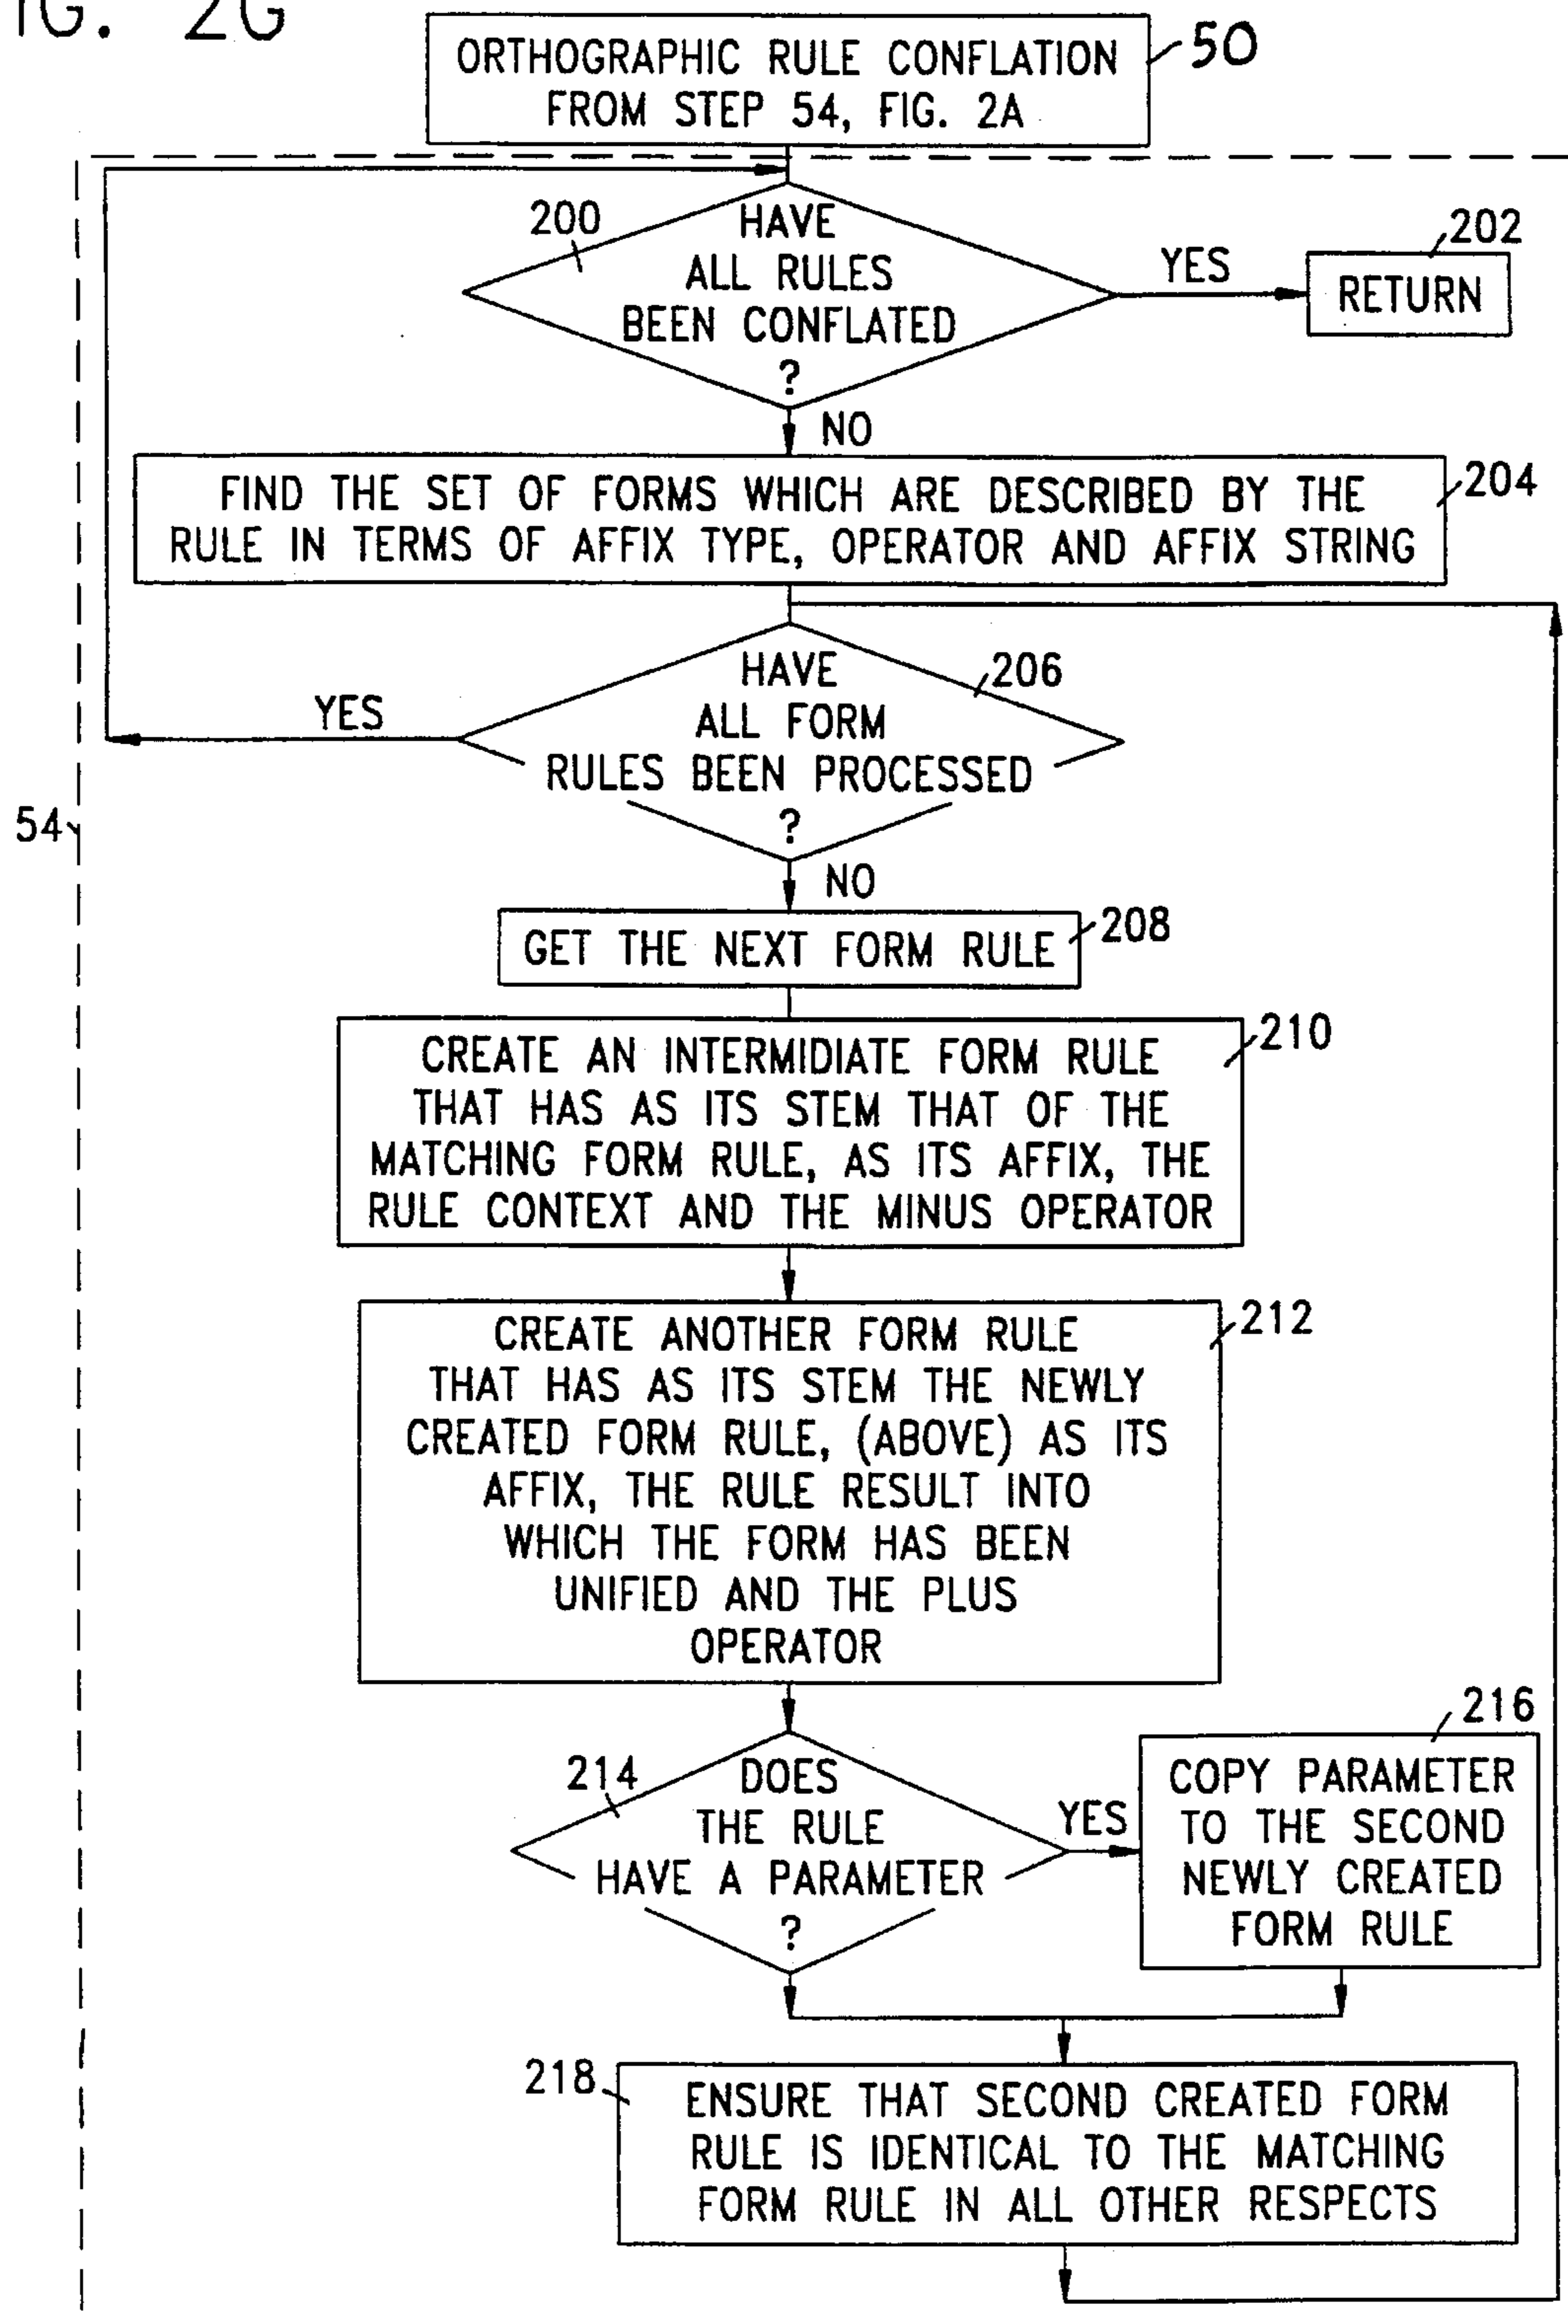 IG. 2G
ORTHOGRAPHIC RULE CONFLATION
FROM STEP 54, FIG. 2A
50
200
HAVE
ALL RULES
BEEN CONFLATED
?
YES
202
RETURN
NO
FIND THE SET OF FORMS WHICH ARE DESCRIBED BY THE
RULE IN TERMS OF AFFIX TYPE, OPERATOR AND AFFIX STRING
204
HAVE
ALL FORM
RULES BEEN PROCESSED
?
206
YES
54
NO
GET THE NEXT FORM RULE
208
CREATE AN INTERMIDIATE FORM RULE
THAT HAS AS ITS STEM THAT OF THE
MATCHING FORM RULE, AS ITS AFFIX, THE
RULE CONTEXT AND THE MINUS OPERATOR
210
CREATE ANOTHER FORM RULE
THAT HAS AS ITS STEM THE NEWLY
CREATED FORM RULE, (ABOVE) AS ITS
AFFIX, THE RULE RESULT INTO
WHICH THE FORM HAS BEEN
UNIFIED AND THE PLUS
OPERATOR
212
214
DOES
THE RULE
HAVE A PARAMETER
?
YES
216
COPY PARAMETER
TO THE SECOND
NEWLY CREATED
FORM RULE
218
ENSURE THAT SECOND CREATED FORM
RULE IS IDENTICAL TO THE MATCHING
FORM RULE IN ALL OTHER RESPECTS